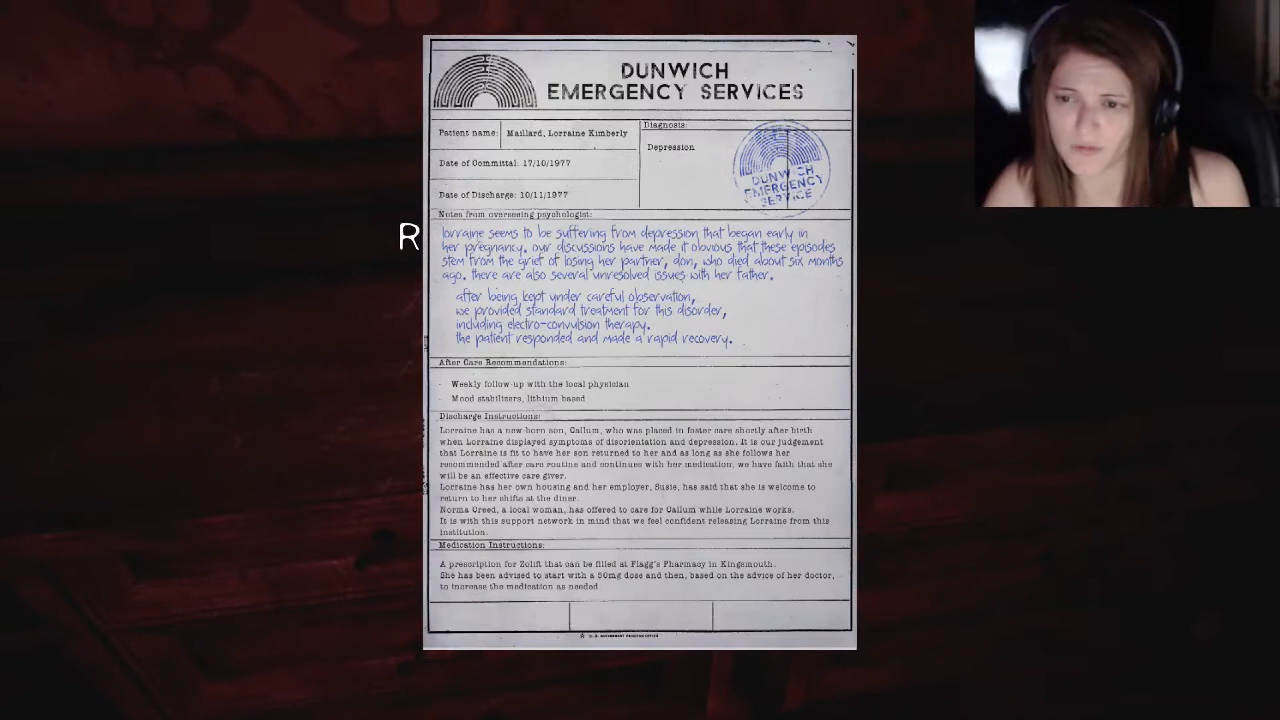 DUNWICH
EMERGENCY SERVICES
Patient name: Maillard, Lorraine Kimberly
Diagnosis:
Depression
Date of Committal: 17/10/1977
Date of Discharge: 10/11/1977
DUNWICH
EMERGENCY
SERVICE
Notes from overseeing psychologist:
R
lorraine seems to be suffering from depression that began early in
her pregnancy. our discussions have made it obvious that these episodes
stem from the grief of losing her partner, don, who died about six months
ago. there are also several unresolved issues with her father.
after being kept under careful observation,
we provided standard treatment for this disorder,
including electro-convulsion therapy.
the patient responded and made a rapid recovery.
After Care Recommendations:
- Weekly follow-up with the local physician
- Mood stabilizers, lithium based
Discharge Instructions:
Lorraine has a new-born son, Callum, who was placed in foster care shortly after birth
when Lorraine displayed symptoms of disorientation and depression. It is our judgement
that Lorraine is fit to have her son returned to her and as long as she follows her
recommended after care routine and continues with her medication, we have faith that she
will be an effective care giver.
Lorraine has her own housing and her employer, Susie, has said that she is welcome to
return to her shifts at the diner.
Norma Creed, a local woman, has offered to care for Callum while Lorraine works.
It is with this support network in mind that we feel confident releasing Lorraine from this
institution.
Medication Instructions:
A prescription for Zolift that can be filled at Flagg's Pharmacy in Kingsmouth.
She has been advised to start with a 50mg dose and then, based on the advice of her doctor,
to increase the medication as needed
U.S. GOVERNMENT PRINTING OFFICE